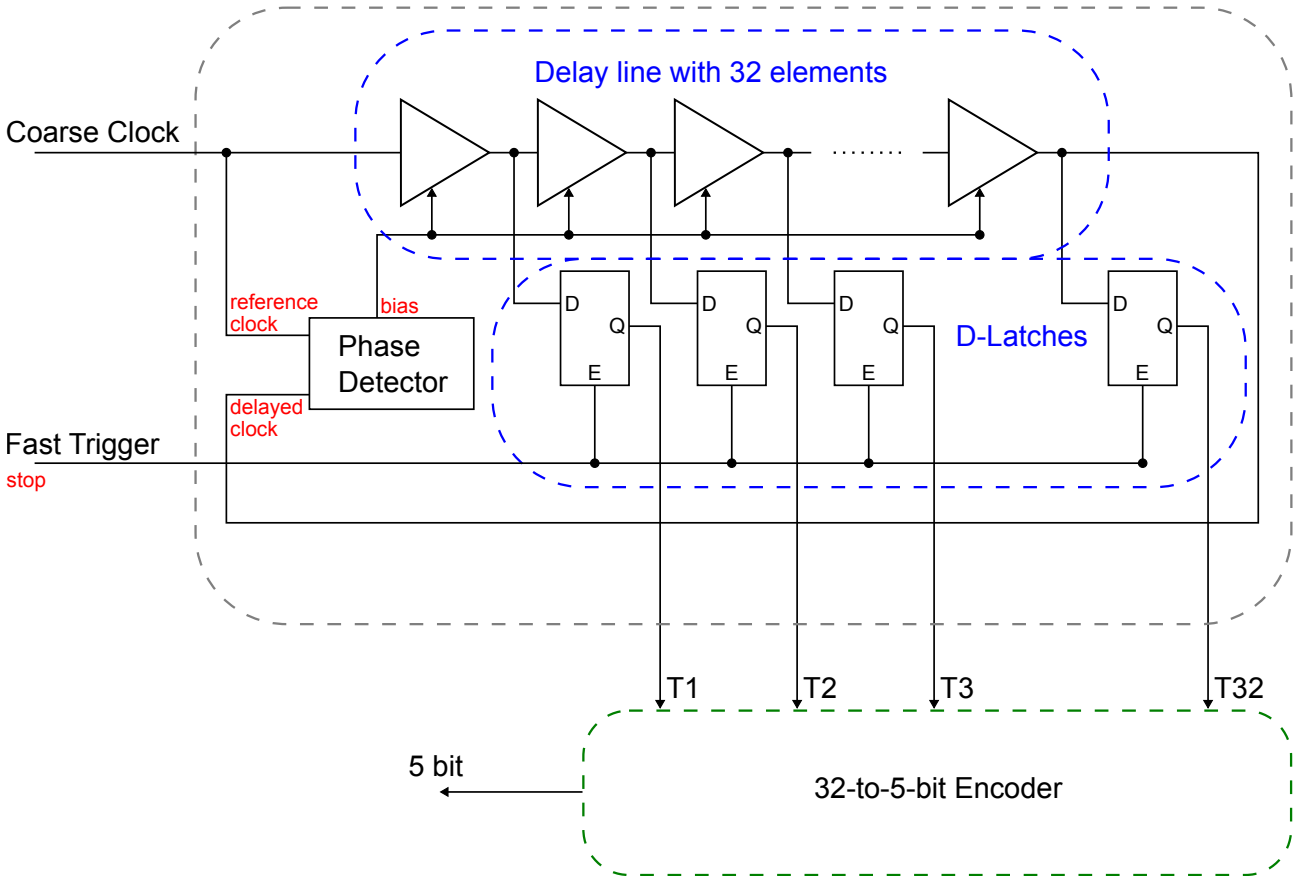 Delay line with 32 elements
Coarse Clock
reference
clock
bias
Phase
Detector
delayed
clock
Fast Trigger
stop
D
Q
E
D
Q
E
D
Q
E
D-Latches
D
Q
E
T1
T2
T3
T32
5 bit
32-to-5-bit Encoder